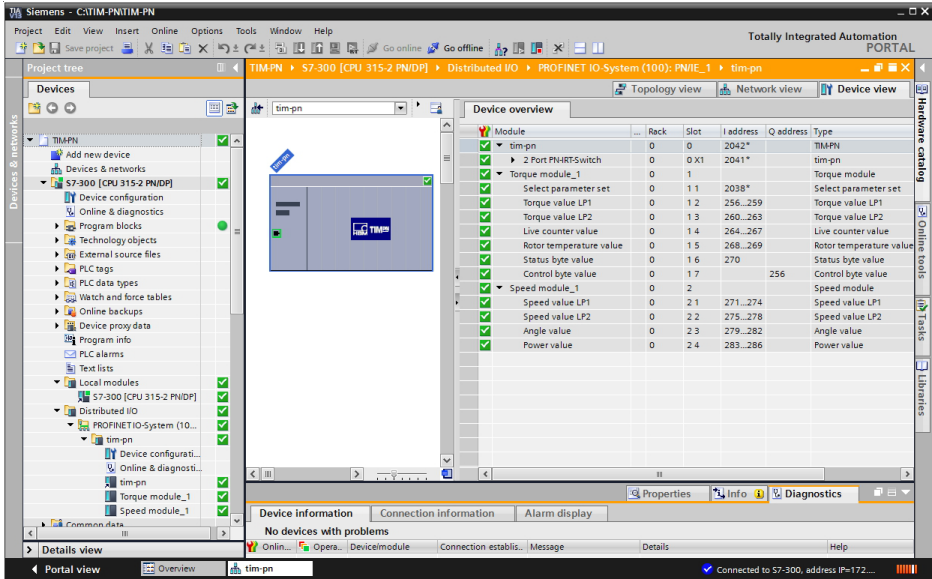 Siemens - C:\TIM-PN\TIM-PN
Project Edit View Insert Online Options Tools Window Help
Totally Integrated Automation
PORTAL
Save project Go online Go offline
Project tree
TIM-PN S7-300 [CPU 315-2 PN/DP] Distributed I/O PROFINET IO-System (100): PN/IE_1 tim-pn
Devices
Topology view Network view Device view
Devices & networks
tim-pn
Device overview
Module ... Rack Slot I address Q address Type
tim-pn 0 0 2042* TIM-PN
2 Port PN-IRT-Switch 0 0 X1 2041* tim-pn
Torque module_1 0 1 Torque module
Select parameter set 0 1 1 2038* Select parameter set
Torque value LP1 0 1 2 256...259 Torque value LP1
Torque value LP2 0 1 3 260...263 Torque value LP2
Live counter value 0 1 4 264...267 Live counter value
Rotor temperature value 0 1 5 268...269 Rotor temperature value
Status byte value 0 1 6 270 Status byte value
Control byte value 0 1 7 256 Control byte value
Speed module_1 0 2 Speed module
Speed value LP1 0 2 1 271...274 Speed value LP1
Speed value LP2 0 2 2 275...278 Speed value LP2
Angle value 0 2 3 279...282 Angle value
Power value 0 2 4 283...286 Power value
TIM-PN
Add new device
Devices & networks
S7-300 [CPU 315-2 PN/DP]
Device configuration
Online & diagnostics
Program blocks
Technology objects
External source files
PLC tags
PLC data types
Watch and force tables
Online backups
Device proxy data
Program info
PLC alarms
Text lists
Local modules
S7-300 [CPU 315-2 PN/DP]
Distributed I/O
PROFINET IO-System (10...
tim-pn
Device configurati...
Online & diagnosti...
tim-pn
Torque module_1
Speed module_1
Common data
tim-pn
HBM TIM
Hardware catalog
Online tools
Tasks
Libraries
Properties Info Diagnostics
Device information Connection information Alarm display
No devices with problems
Onlin... Opera.. Device/module Connection establis.. Message Details Help
Details view
Portal view Overview tim-pn
Connected to S7-300, address IP=172....